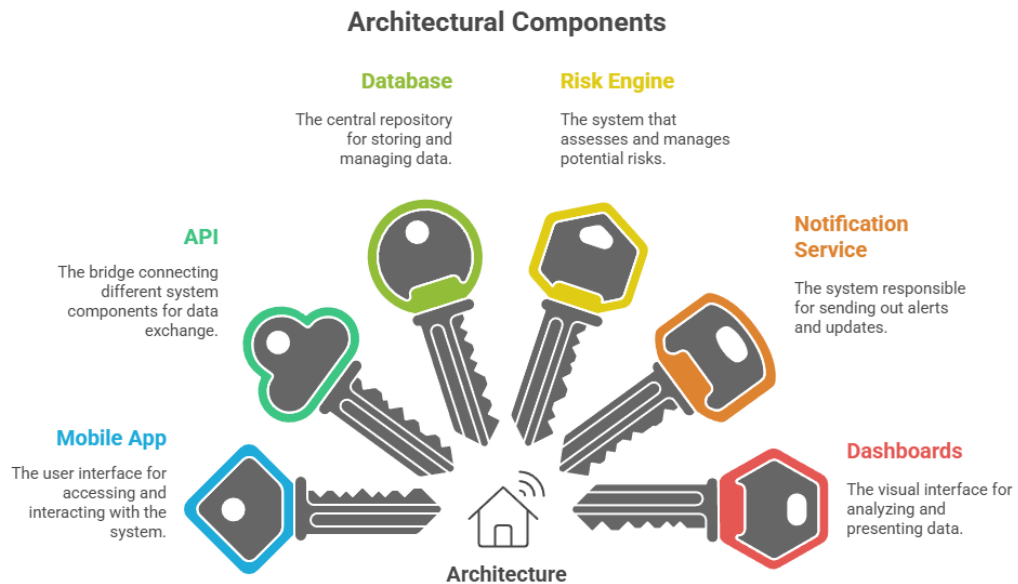 Architectural Components
Database
The central repository
for storing and
managing data.
Risk Engine
The system that
assesses and manages
potential risks.
API
The bridge connecting
different system
components for data
exchange.
Notification
Service
The system responsible
for sending out alerts
and updates.
Mobile App
The user interface for
accessing and
interacting with the
system.
Dashboards
The visual interface for
analyzing and
presenting data.
Architecture